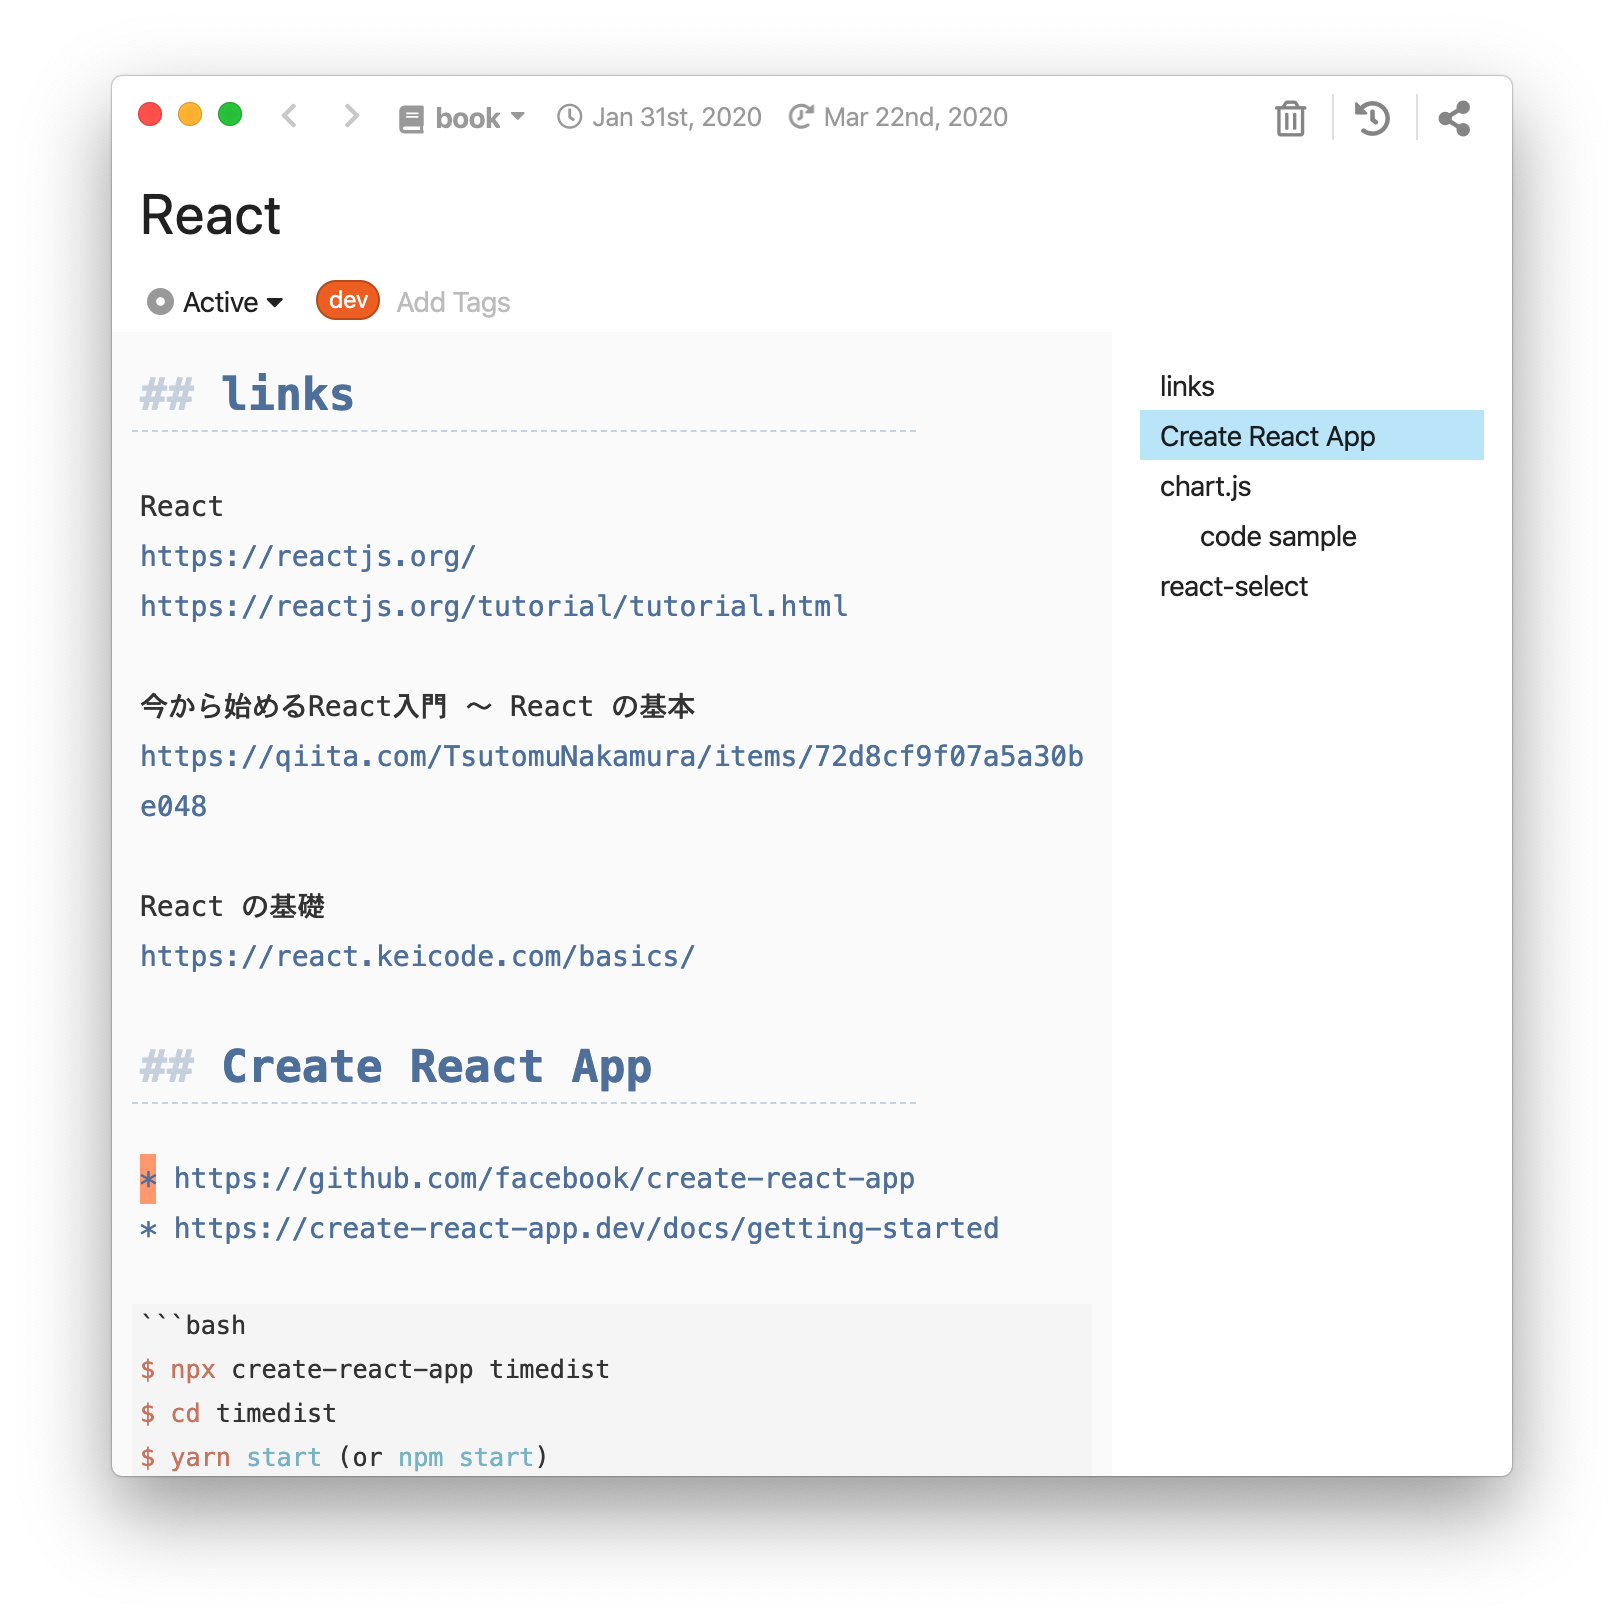 book Jan 31st, 2020 Mar 22nd, 2020
React
Active dev Add Tags
## links
React
https://reactjs.org/
https://reactjs.org/tutorial/tutorial.html
今から始めるReact入門 〜 React の基本
https://qiita.com/TsutomuNakamura/items/72d8cf9f07a5a30b
e048
React の基礎
https://react.keicode.com/basics/
## Create React App
* https://github.com/facebook/create-react-app
* https://create-react-app.dev/docs/getting-started
```bash
$ npx create-react-app timedist
$ cd timedist
$ yarn start (or npm start)
links
Create React App
chart.js
code sample
react-select